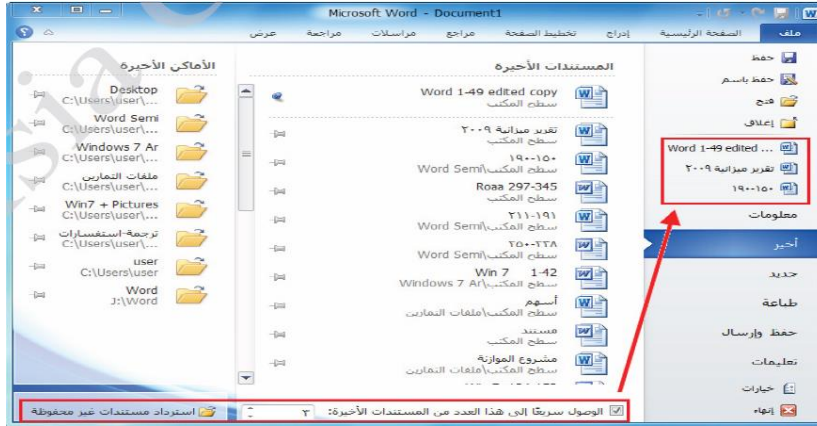 Microsoft Word - Document1
ملف
الصفحة الرئيسية
إدراج
تخطيط الصفحة
مراجع
مراسلات
مراجعة
عرض
حفظ
حفظ باسم
فتح
إغلاق
Word 1-49 edited ...
تقرير ميزانية ٢٠٠٩
١٥٠-١٩٠
معلومات
أخير
جديد
طباعة
حفظ وإرسال
تعليمات
خيارات
إنهاء
المستندات الأخيرة
Word 1-49 edited copy
سطح المكتب
تقرير ميزانية ٢٠٠٩
سطح المكتب
١٥٠-١٩٠
سطح المكتب\Word Semi
Roaa 297-345
سطح المكتب
١٩١-٢١١
سطح المكتب\Word Semi
٢٣٨-٢٥٠
سطح المكتب\Word Semi
Win 7 1-42
سطح المكتب\Windows 7 Ar
أسهم
سطح المكتب\ملفات التمارين
مستند
سطح المكتب
مشروع الموازنة
سطح المكتب\ملفات التمارين
الوصول سريعًا إلى هذا العدد من المستندات الأخيرة: ٣
الأماكن الأخيرة
Desktop
C:\Users\user\...
Word Semi
C:\Users\user\...
Windows 7 Ar
C:\Users\user\...
ملفات التمارين
C:\Users\user\...
Win7 + Pictures
C:\Users\user\...
ترجمة-استفسارات
C:\Users\user\...
user
C:\Users\user
Word
J:\Word
استرداد مستندات غير محفوظة